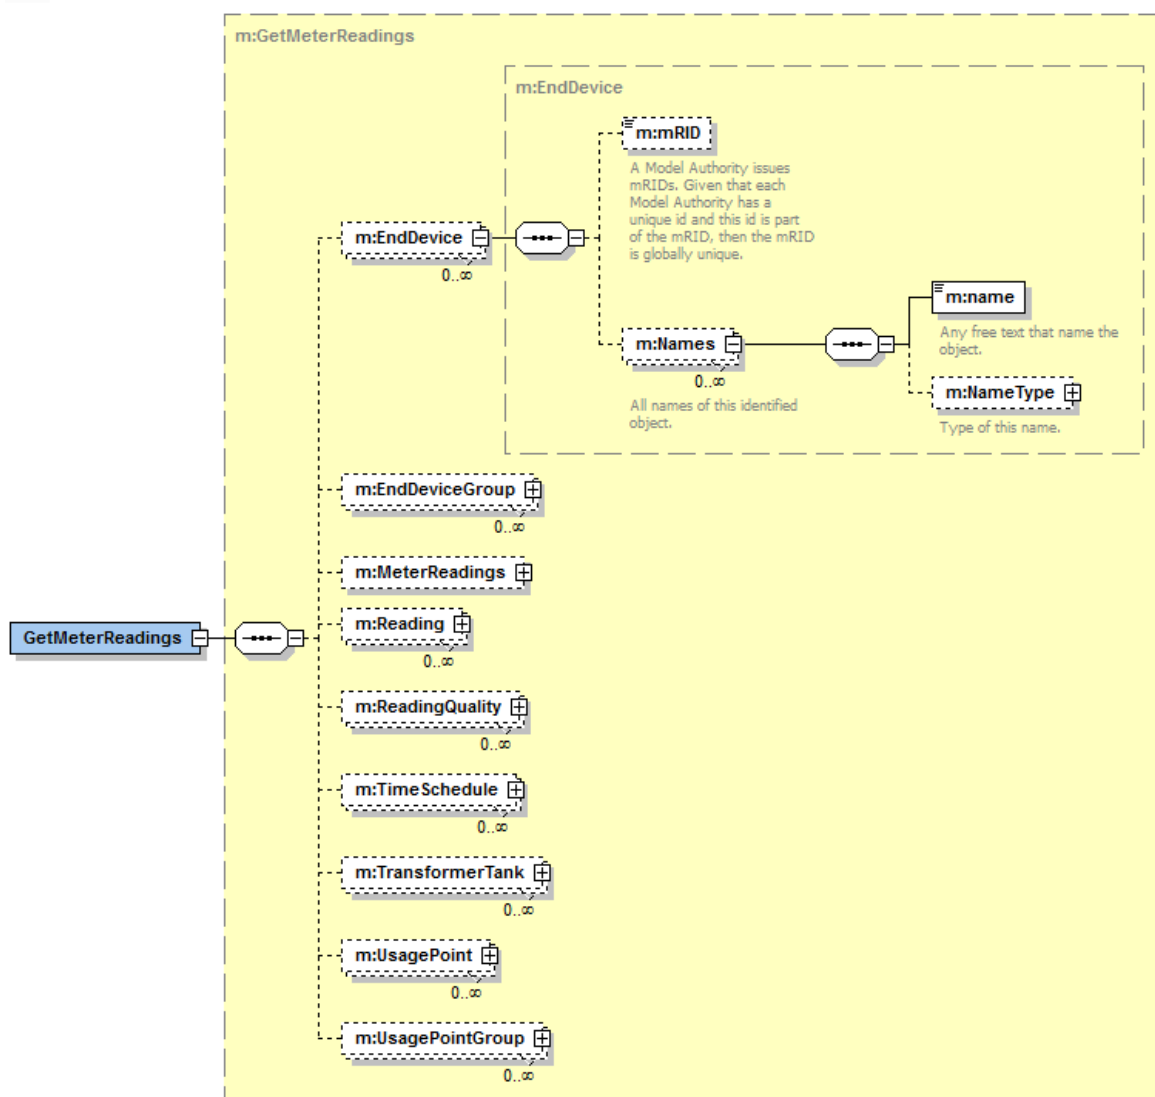 m:GetMeterReadings
m:EndDevice
m:mRID
A Model Authority issues
mRIDs. Given that each
Model Authority has a
unique id and this id is part
of the mRID, then the mRID
is globally unique.
m:EndDevice
0..∞
m:name
Any free text that name the
object.
m:Names
0..∞
All names of this identified
object.
m:NameType
Type of this name.
m:EndDeviceGroup
0..∞
m:MeterReadings
GetMeterReadings
m:Reading
0..∞
m:ReadingQuality
0..∞
m:TimeSchedule
0..∞
m:TransformerTank
0..∞
m:UsagePoint
0..∞
m:UsagePointGroup
0..∞